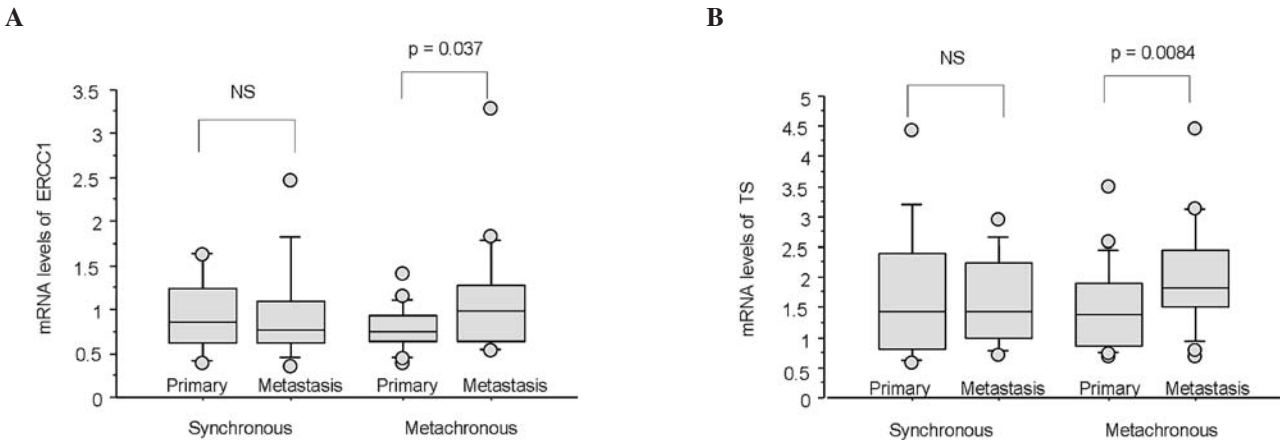 A
p = 0.037
NS
3.5
3
2.5
2
1.5
1
0.5
0
mRNA levels of ERCC1
Primary Metastasis Primary Metastasis
Synchronous Metachronous
B
NS
p = 0.0084
5
4.5
4
3.5
3
2.5
2
1.5
1
0.5
0
mRNA levels of TS
Primary Metastasis Primary Metastasis
Synchronous Metachronous